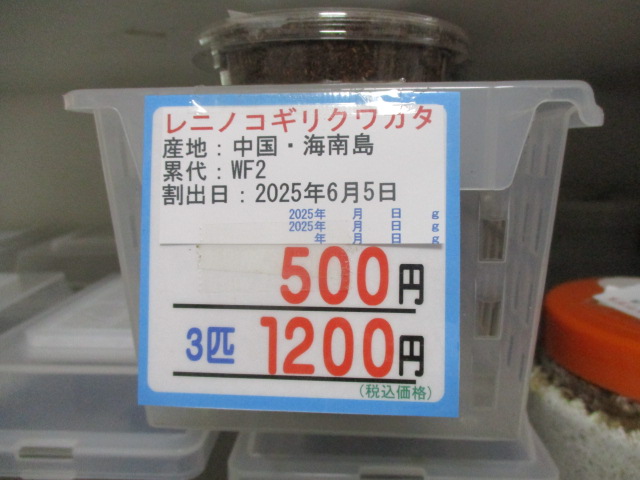 レニノコギリクワガタ
産地：中国・海南島
累代：WF2
割出日：2025年6月5日
2025年 月 日 g
2025年 月 日 g
年 月 日 g
500円
3匹 1200円
(税込価格)